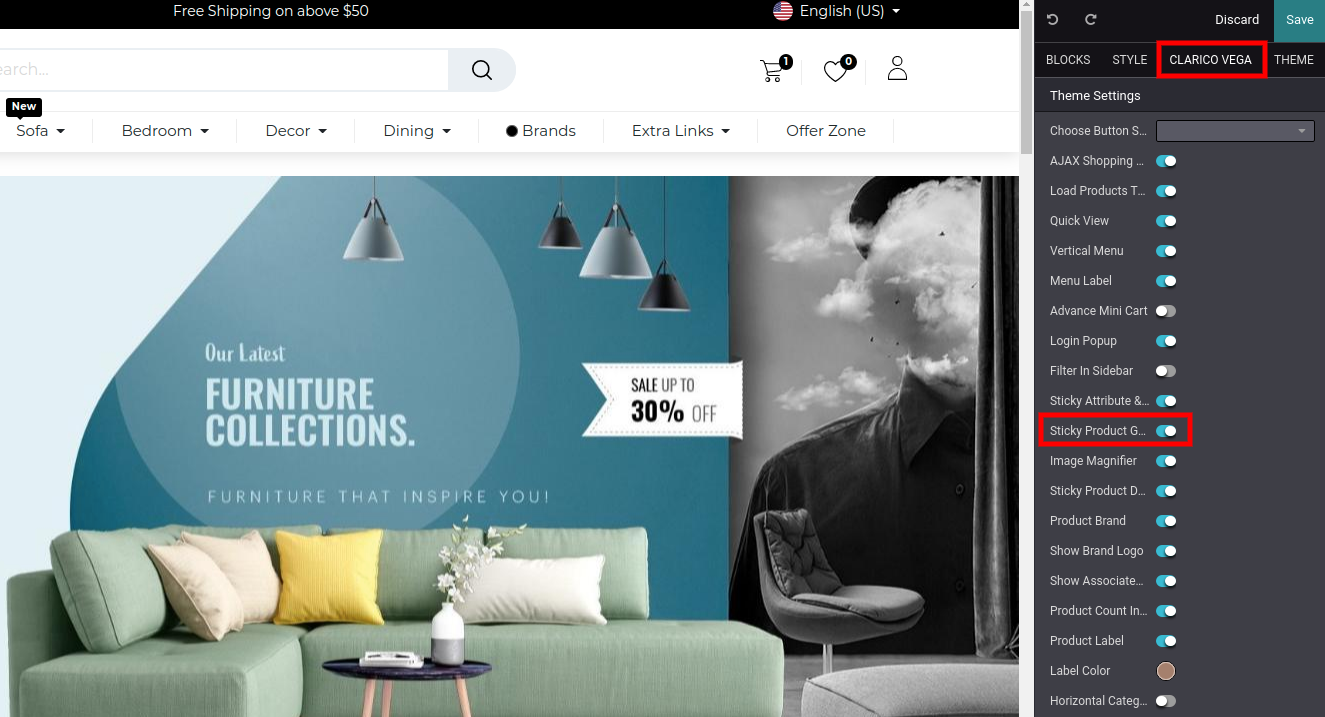 Free Shipping on above $50
English (US)
earch...
1
0
New
Sofa
Bedroom
Decor
Dining
Brands
Extra Links
Offer Zone
Our Latest
FURNITURE
COLLECTIONS.
FURNITURE THAT INSPIRE YOU!
SALE UP TO
30% OFF
Discard
Save
BLOCKS
STYLE
CLARICO VEGA
THEME
Theme Settings
Choose Button S...
AJAX Shopping ...
Load Products T...
Quick View
Vertical Menu
Menu Label
Advance Mini Cart
Login Popup
Filter In Sidebar
Sticky Attribute &...
Sticky Product G...
Image Magnifier
Sticky Product D...
Product Brand
Show Brand Logo
Show Associate...
Product Count In...
Product Label
Label Color
Horizontal Categ...